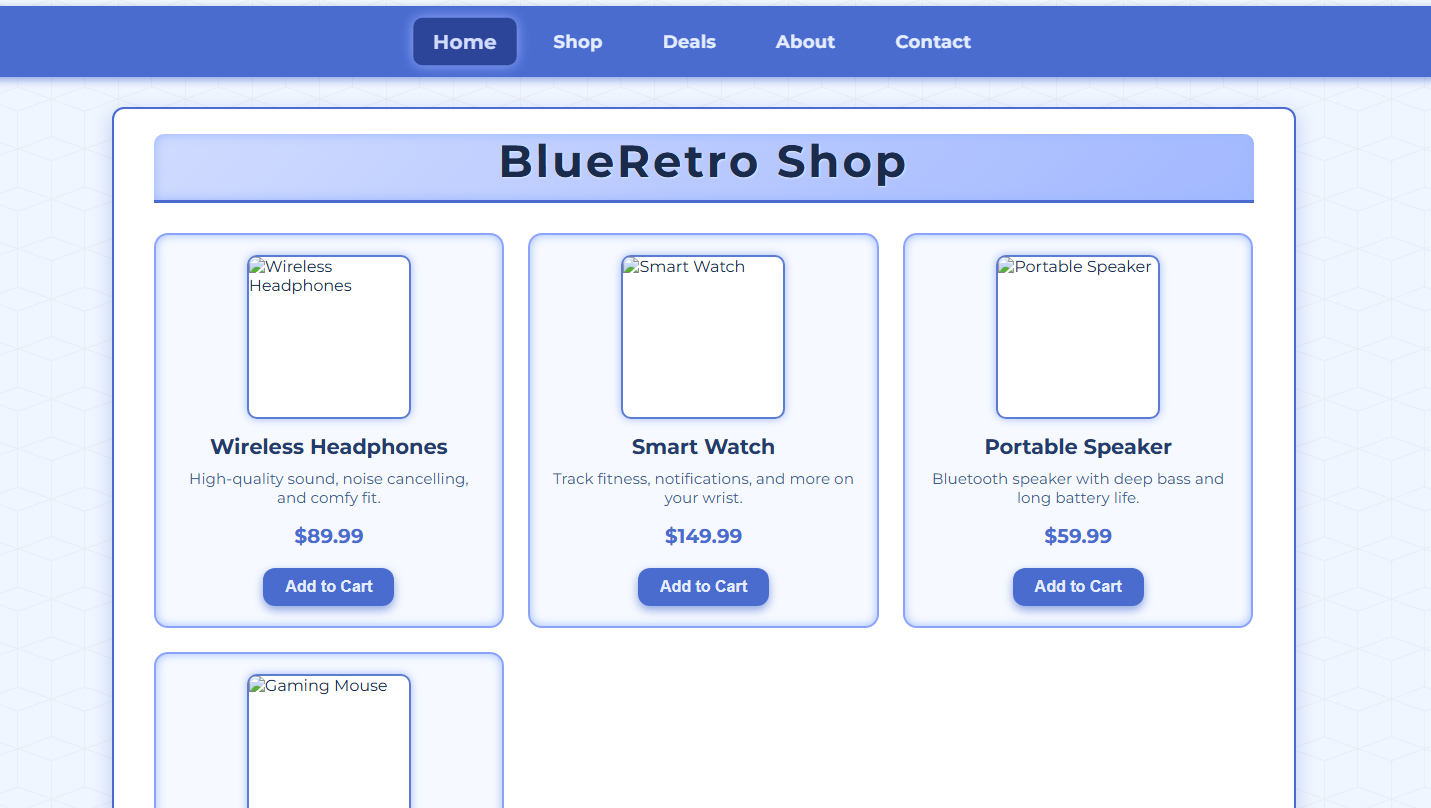 Home Shop Deals About Contact
BlueRetro Shop
Wireless
Headphones
Smart Watch
Portable Speaker
Wireless Headphones
High-quality sound, noise cancelling,
and comfy fit.
$89.99
Add to Cart
Smart Watch
Track fitness, notifications, and more on
your wrist.
$149.99
Add to Cart
Portable Speaker
Bluetooth speaker with deep bass and
long battery life.
$59.99
Add to Cart
Gaming Mouse